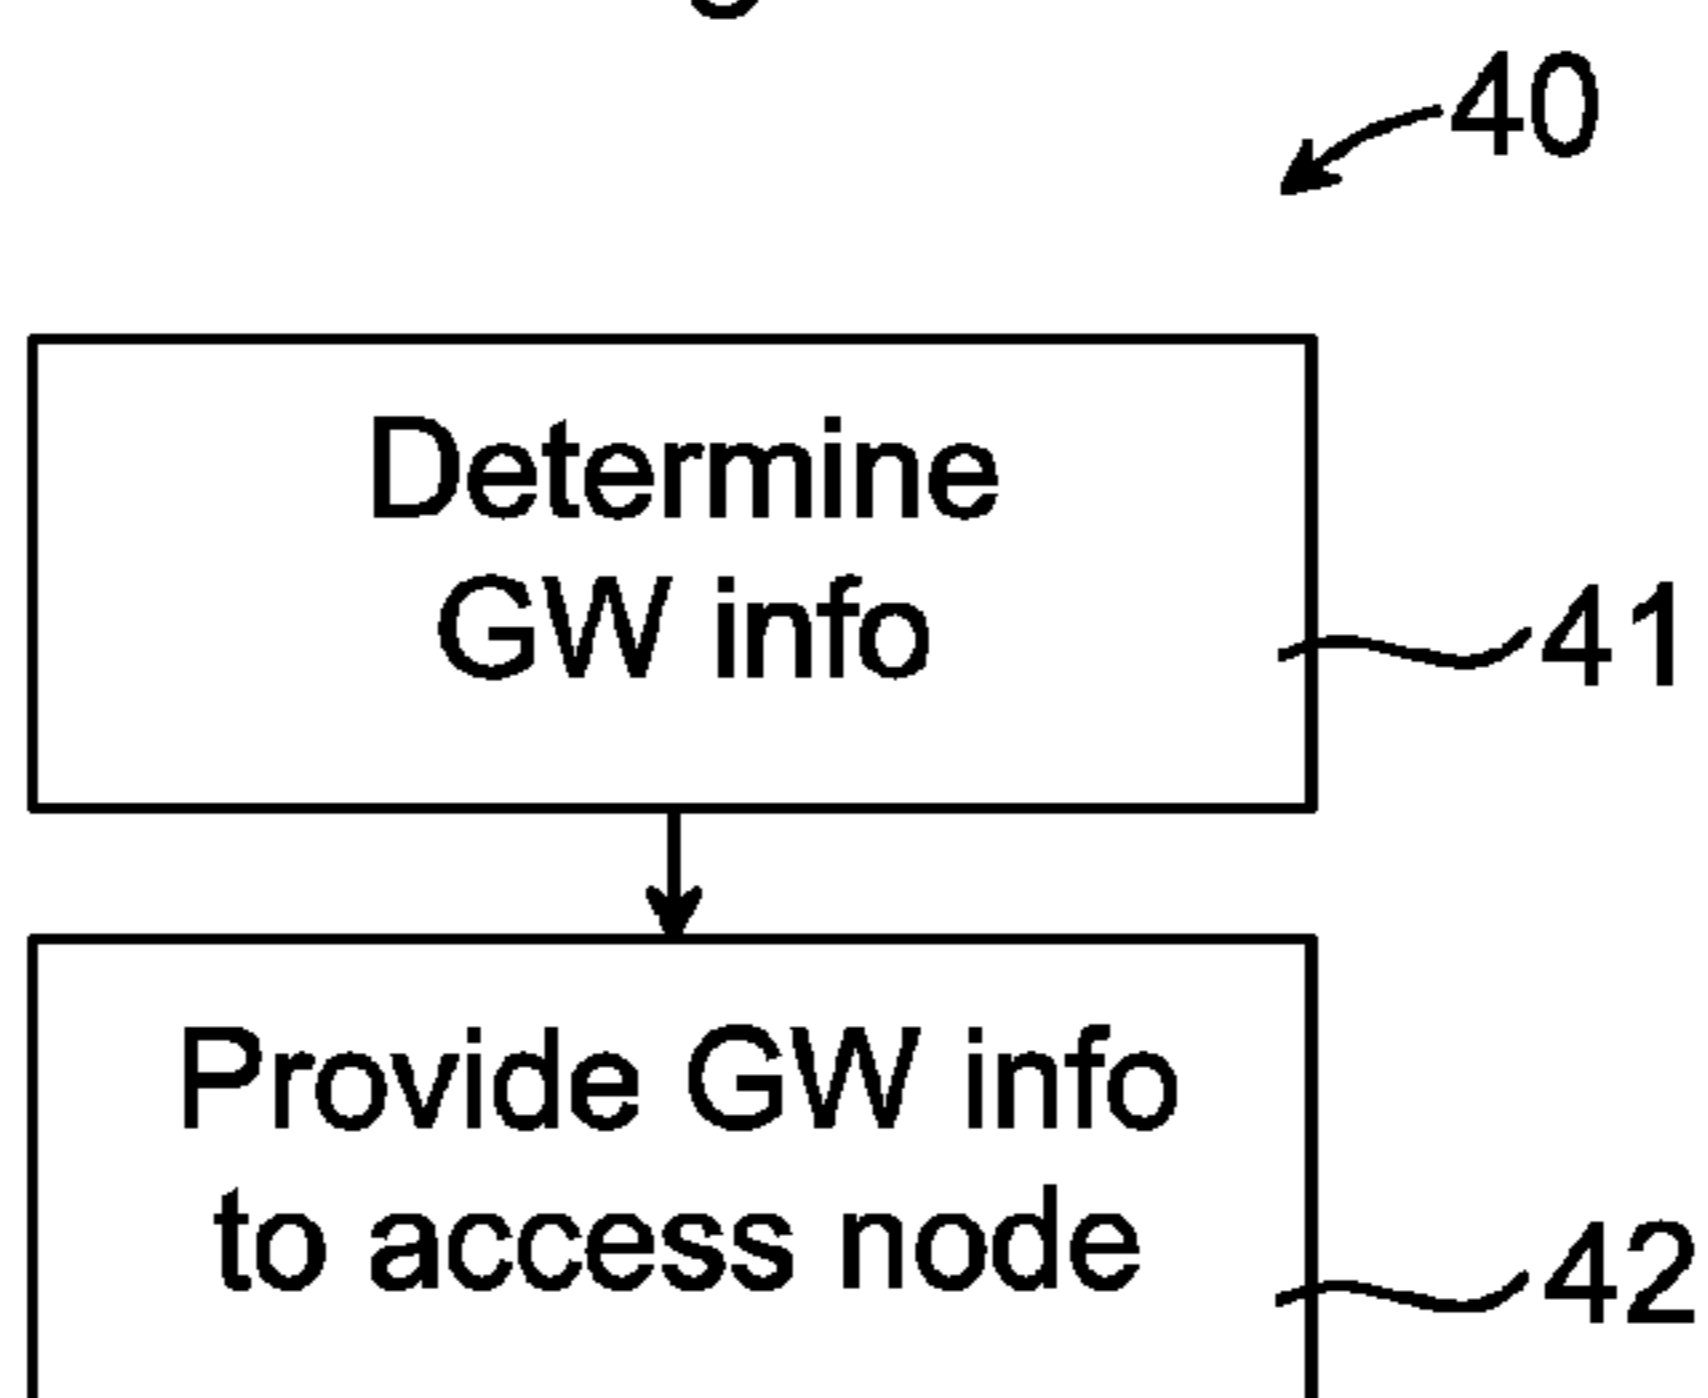 40
Determine
GW info
41
Provide GW info
to access node
42